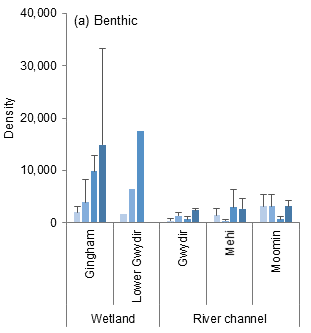 (a) Benthic
40,000
30,000
20,000
10,000
0
Density
Gingham
Lower Gwydir
Gwydir
Mehi
Moomin
Wetland
River channel